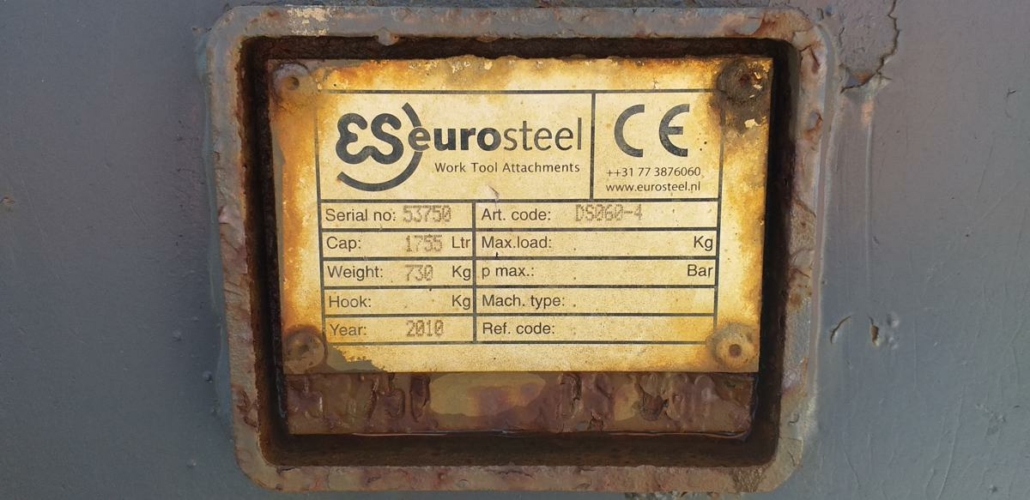 ES eurosteel
Work Tool Attachments
CE
++31 77 3876060
www.eurosteel.nl
Serial no: 53750 Art. code: DS060-4
Cap: 1755 Ltr Max.load: Kg
Weight: 730 Kg p max.: Bar
Hook: Kg Mach. type:
Year: 2010 Ref. code: